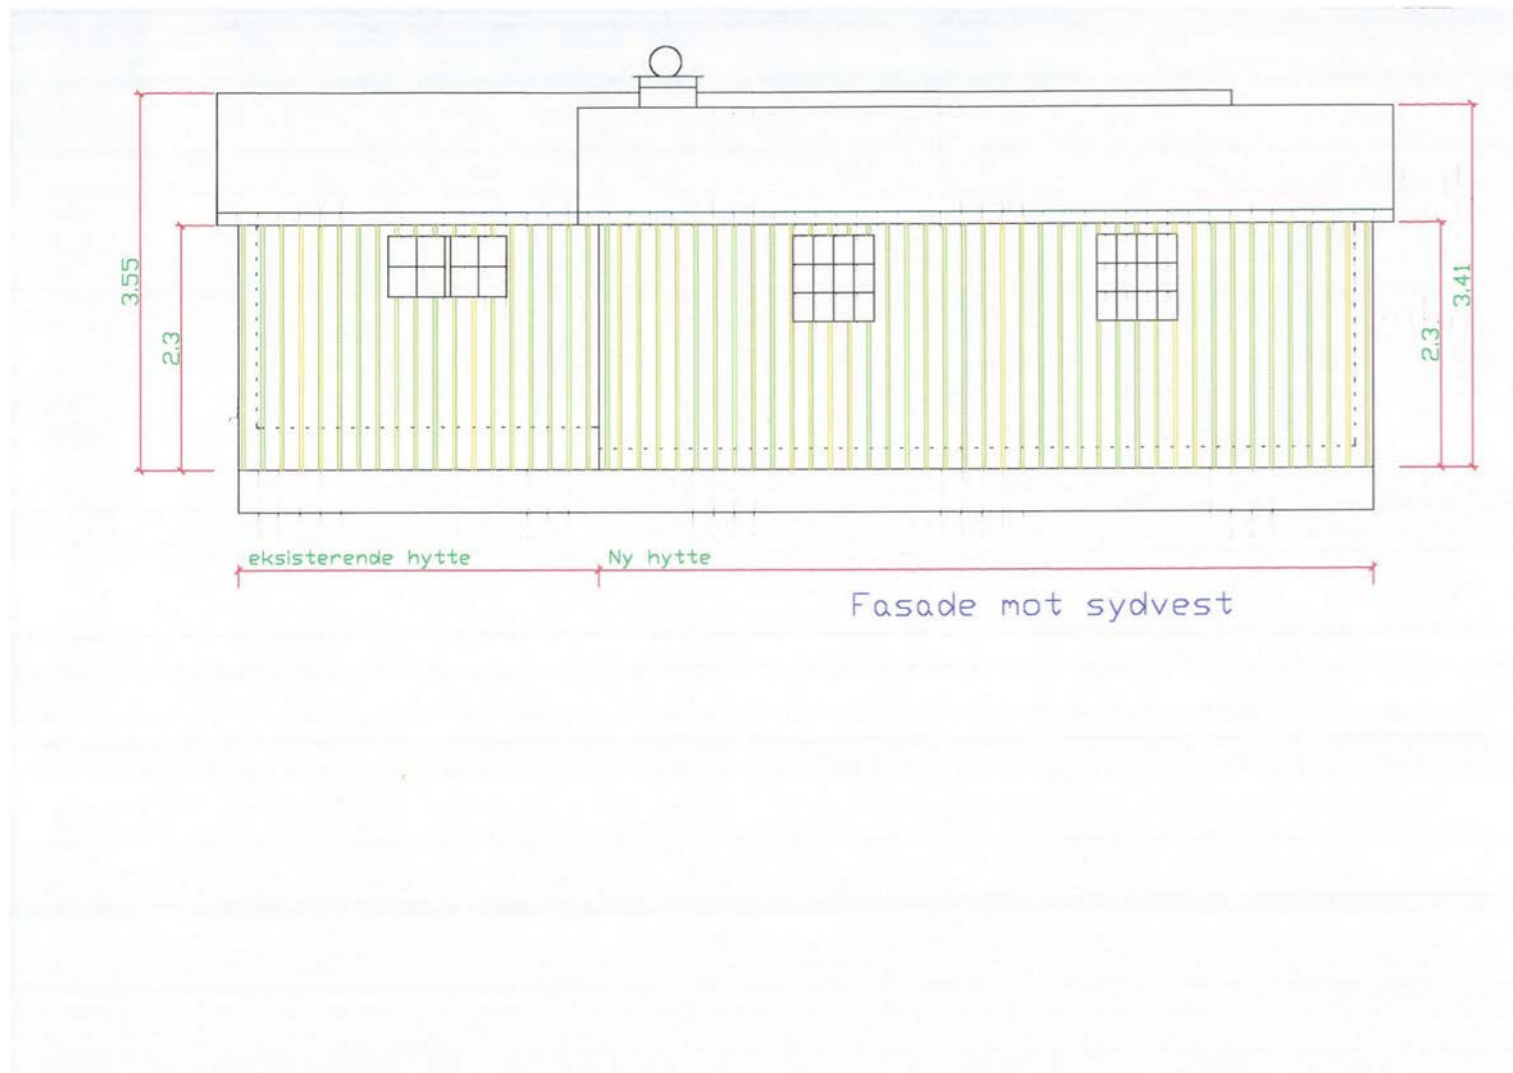 3.55
2.3
2.3
3.41
eksisterende hytte
Ny hytte
Fasade mot sydvest